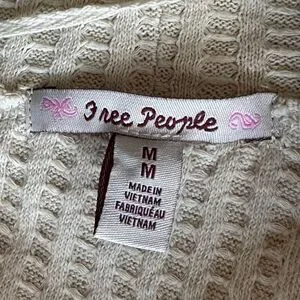 Free People
M
M
MADE IN
VIETNAM
FABRIQUÉ AU
VIETNAM